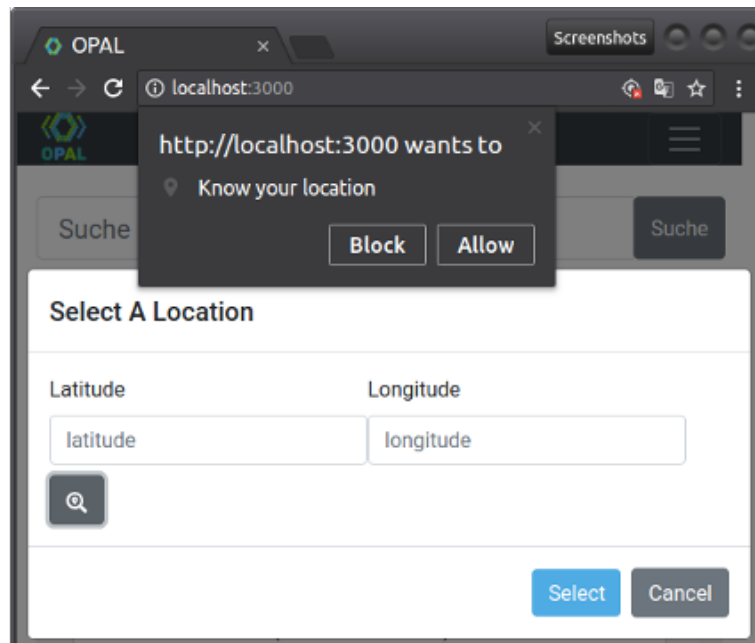 OPAL
Screenshots
localhost:3000
OPAL
http://localhost:3000 wants to
Know your location
Block Allow
Suche Suche
Select A Location
Latitude Longitude
latitude longitude
Select Cancel